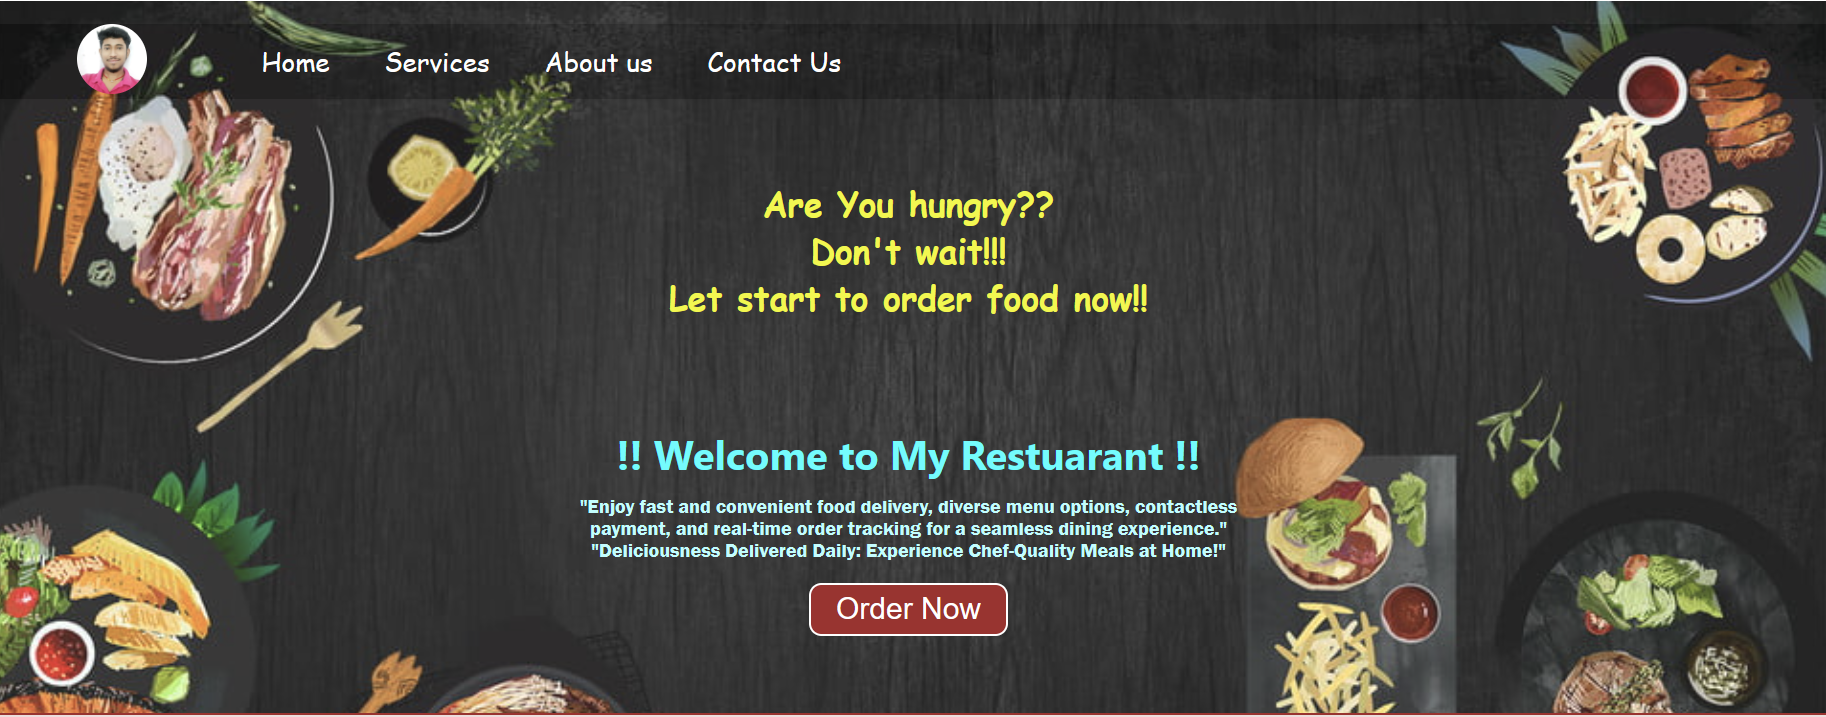 Home Services About us Contact Us
Are You hungry??
Don't wait!!!
Let start to order food now!!
!! Welcome to My Restuarant !!
"Enjoy fast and convenient food delivery, diverse menu options, contactless
payment, and real-time order tracking for a seamless dining experience."
"Deliciousness Delivered Daily: Experience Chef-Quality Meals at Home!"
Order Now